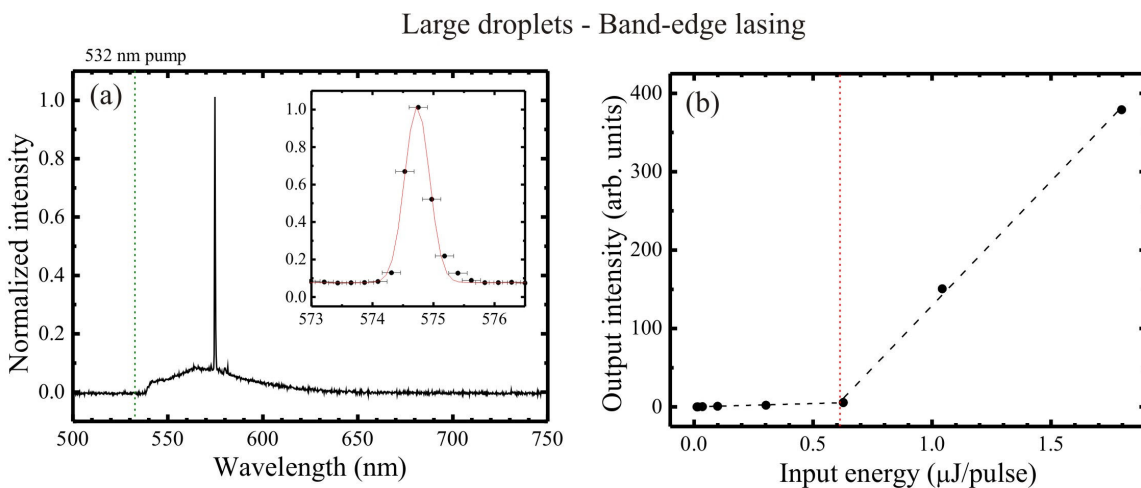 Large droplets - Band-edge lasing
532 nm pump
(a)
Normalized intensity
1.0
0.8
0.6
0.4
0.2
0.0
500 550 600 650 700 750
Wavelength (nm)
1.0
0.8
0.6
0.4
0.2
0.0
573 574 575 576
(b)
Output intensity (arb. units)
400
300
200
100
0
0.0 0.5 1.0 1.5
Input energy (μJ/pulse)